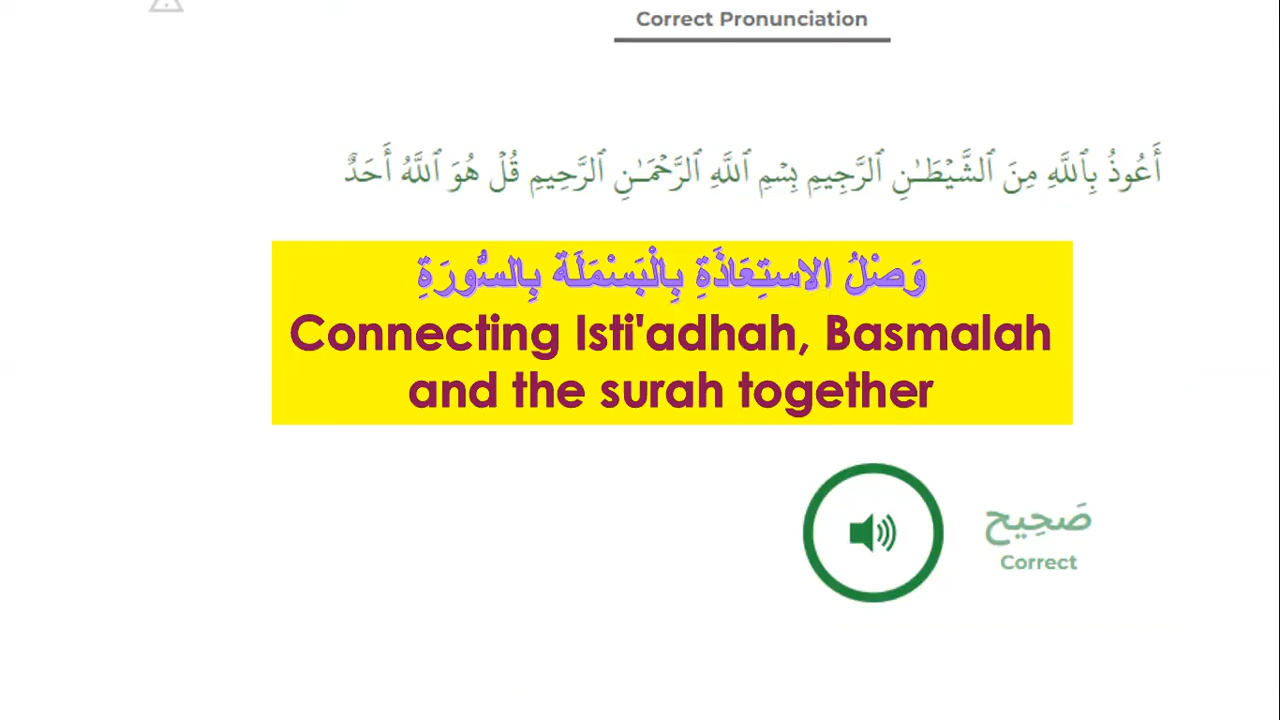 Correct Pronunciation
أَعُوذُ بِٱللَّهِ مِنَ ٱلشَّيْطَـٰنِ ٱلرَّجِيمِ بِسْمِ ٱللَّهِ ٱلرَّحْمَـٰنِ ٱلرَّحِيمِ قُلْ هُوَ ٱللَّهُ أَحَدٌ
وَصْلُ الاستِعَاذَةِ بِالْبَسْمَلَة بِالسُّورَةِ
Connecting Isti'adhah, Basmalah
and the surah together
صَحِيح
Correct